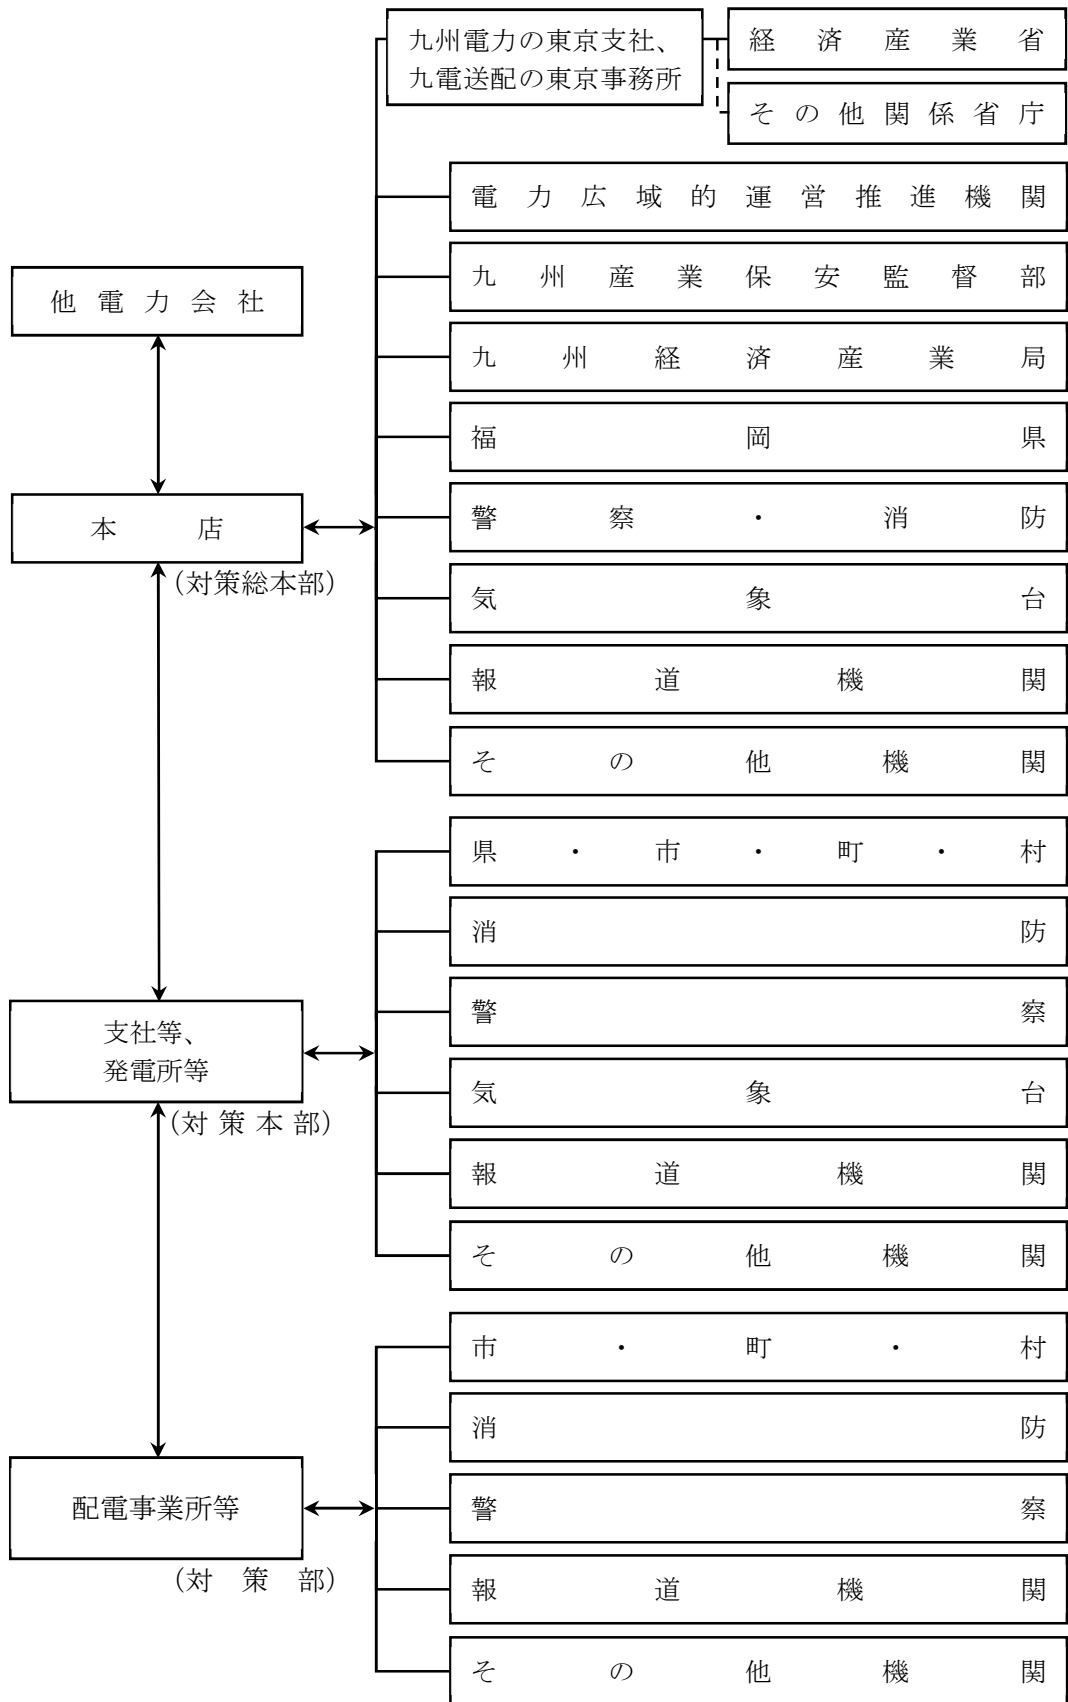 九州電力の東京支社、
九電送配の東京事務所
経済産業省
その他関係省庁
電力広域的運営推進機関
九州産業保安監督部
他電力会社
九州経済産業局
福岡県
警察・消防
本店
(対策総本部)
気象台
報道機関
その他機関
県・市・町・村
消防
警察
支社等、
発電所等
(対策本部)
気象台
報道機関
その他機関
市・町・村
消防
警察
配電事業所等
(対策部)
報道機関
その他機関